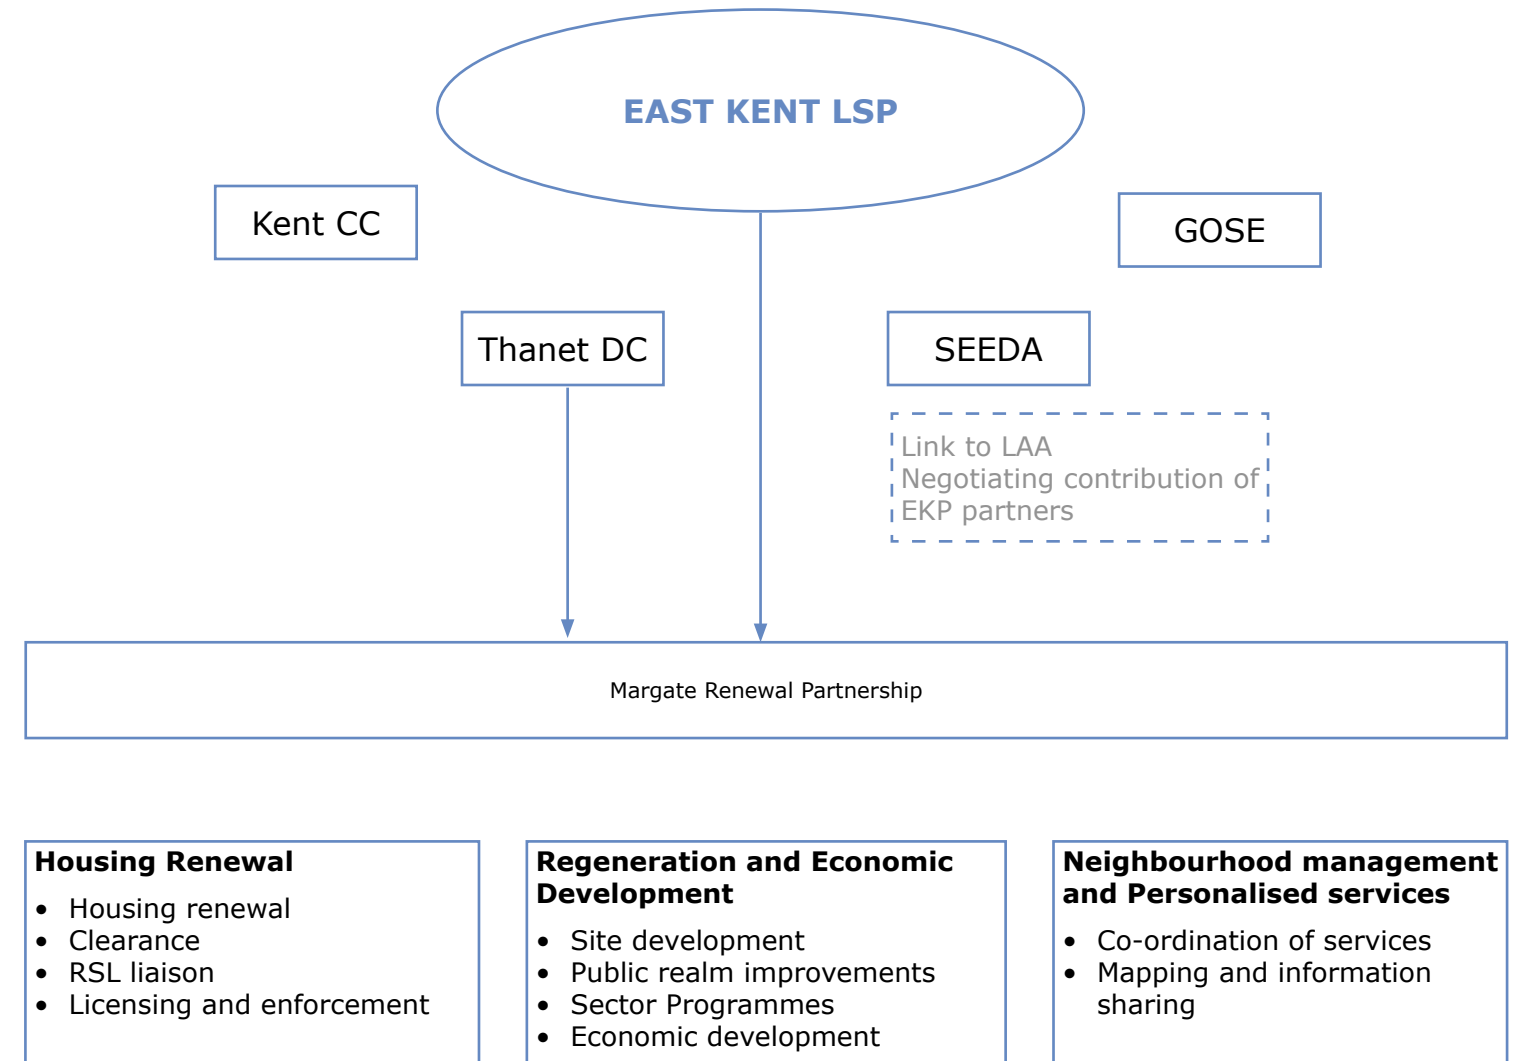 EAST KENT LSP
Kent CC
GOSE
Thanet DC
SEEDA
Link to LAA
Negotiating contribution of
EKP partners
Margate Renewal Partnership
Housing Renewal
• Housing renewal
• Clearance
• RSL liaison
• Licensing and enforcement
Regeneration and Economic
Development
• Site development
• Public realm improvements
• Sector Programmes
• Economic development
Neighbourhood management
and Personalised services
• Co-ordination of services
• Mapping and information
sharing